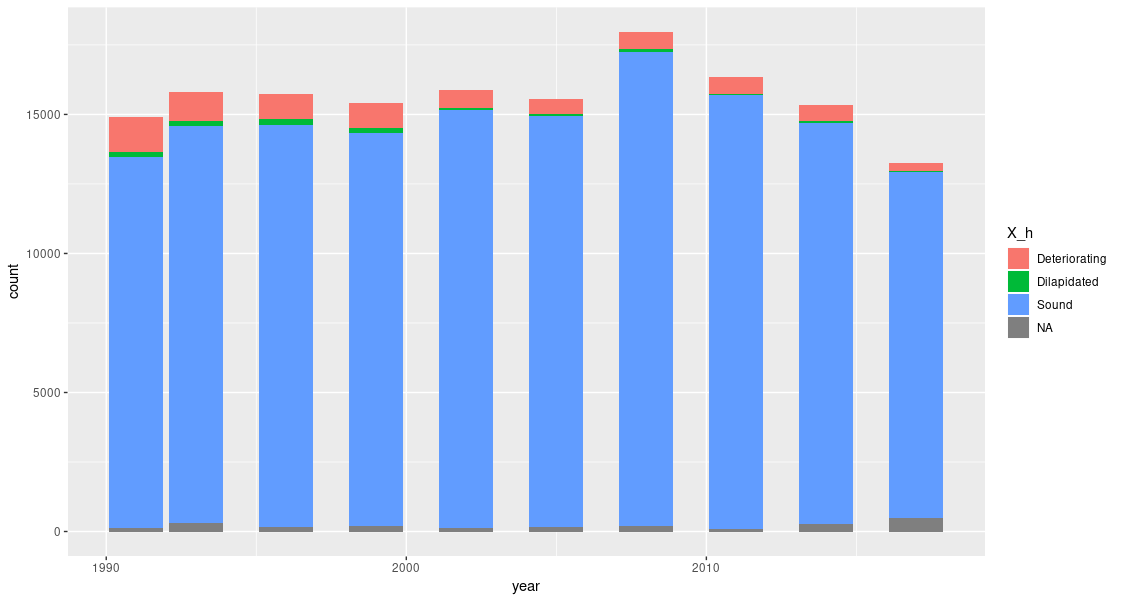 15000
10000
5000
0
count
1990
2000
2010
year
X_h
Deteriorating
Dilapidated
Sound
NA